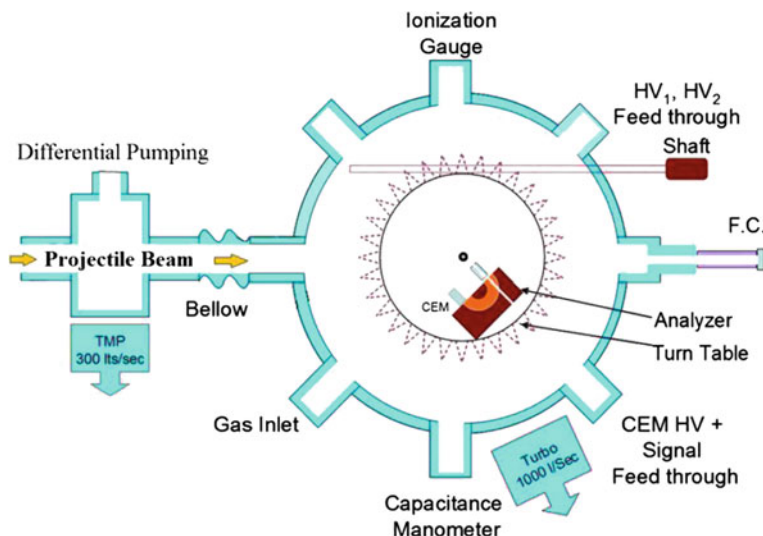 Ionization
Gauge
HV₁, HV₂
Feed through
Shaft
Differential Pumping
F.C.
Projectile Beam
Bellow
CEM
Analyzer
Turn Table
TMP
300 lts/sec
Gas Inlet
CEM HV +
Signal
Feed through
Turbo
1000 l/Sec
Capacitance
Manometer